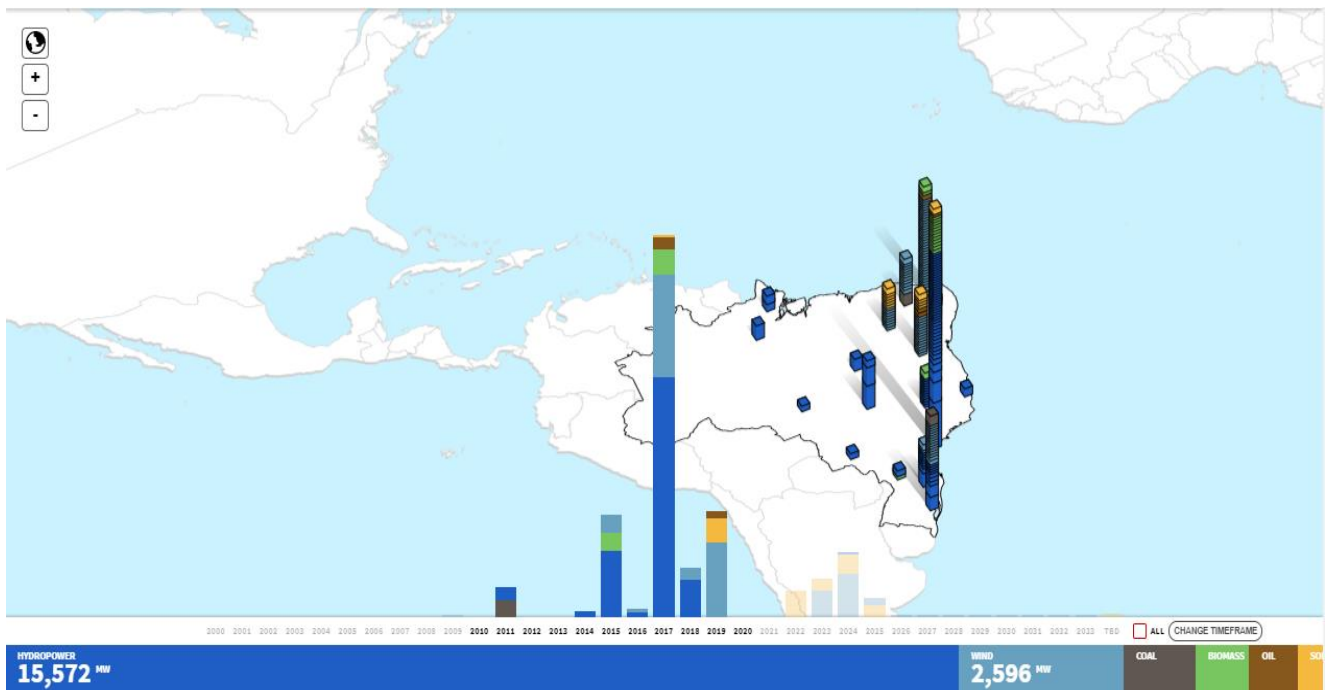 +
-
2000 2001 2002 2003 2004 2005 2006 2007 2008 2009 2010 2011 2012 2013 2014 2015 2016 2017 2018 2019 2020 2021 2022 2023 2024 2025 2026 2027 2028 2029 2030 2031 2032 2033 TBD ALL CHANGE TIMEFRAME
HYDROPOWER WIND COAL BIOMASS OIL
15,572 MW 2,596 MW